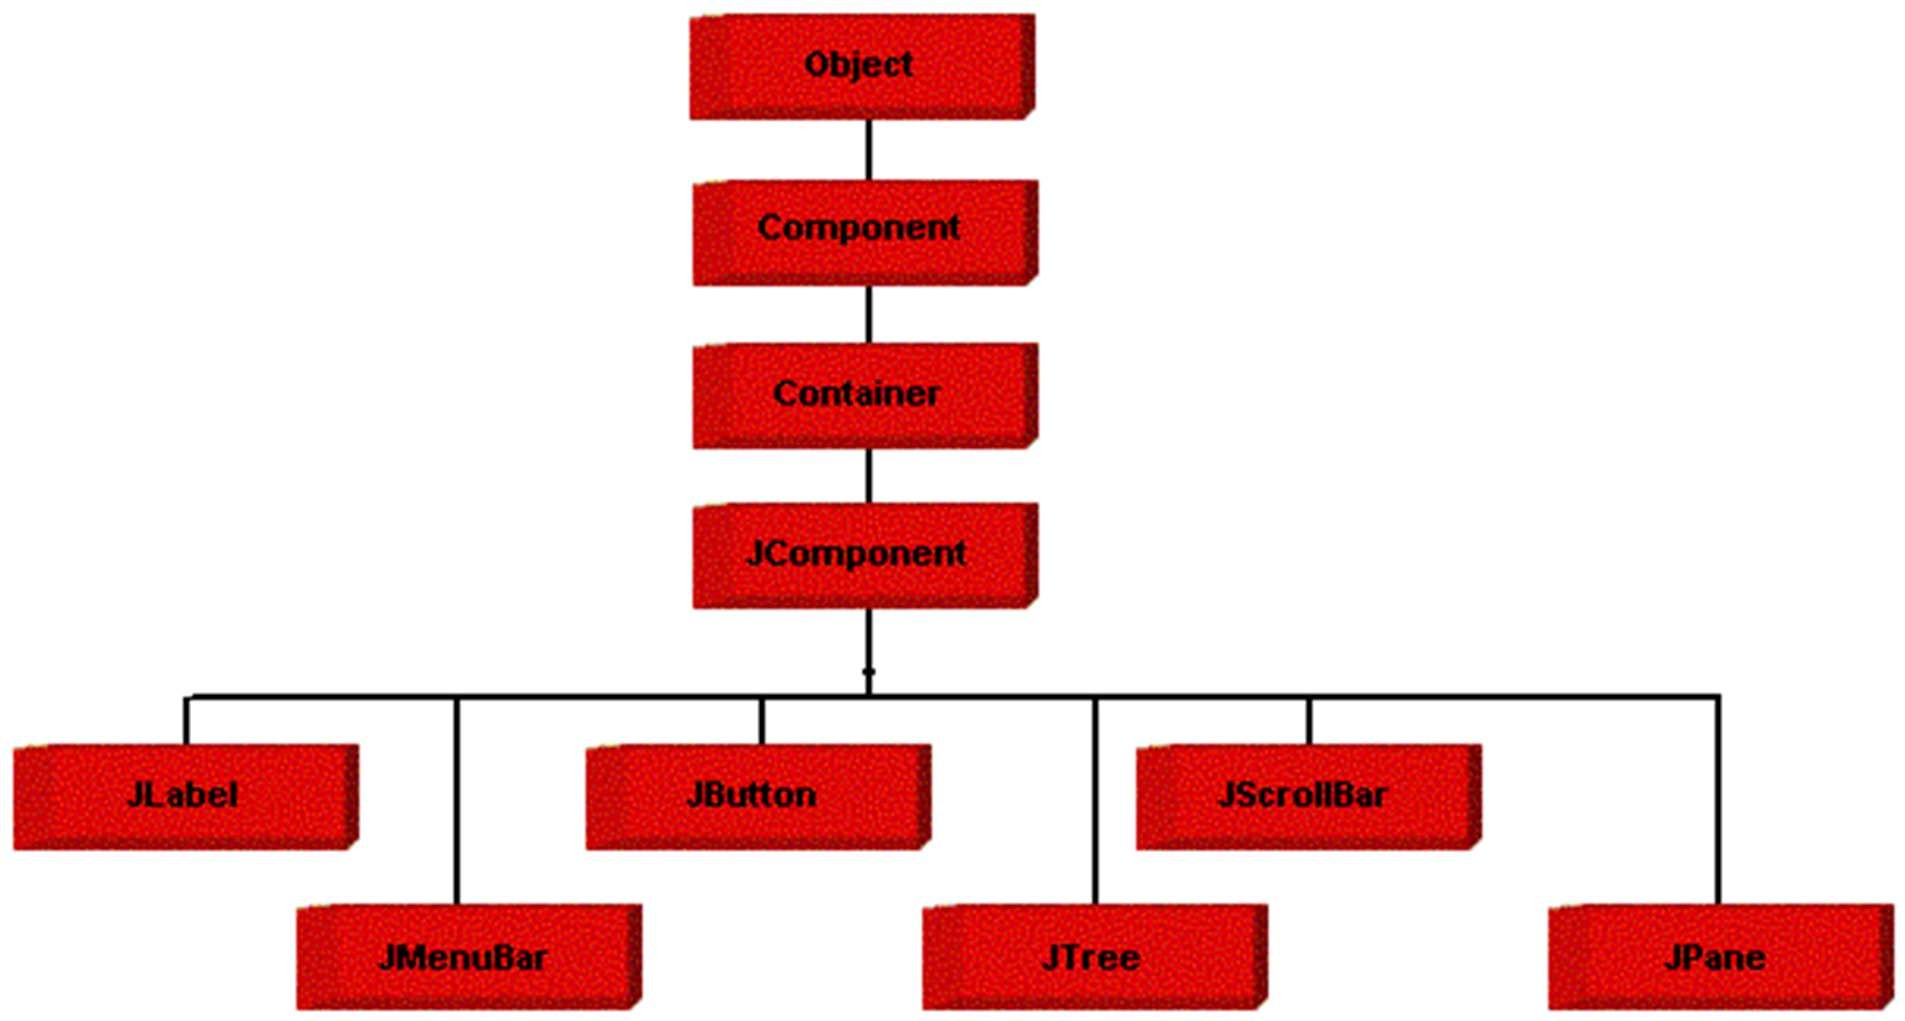 Object
Component
Container
JComponent
JLabel
JButton
JScrollBar
JMenuBar
JTree
JPane